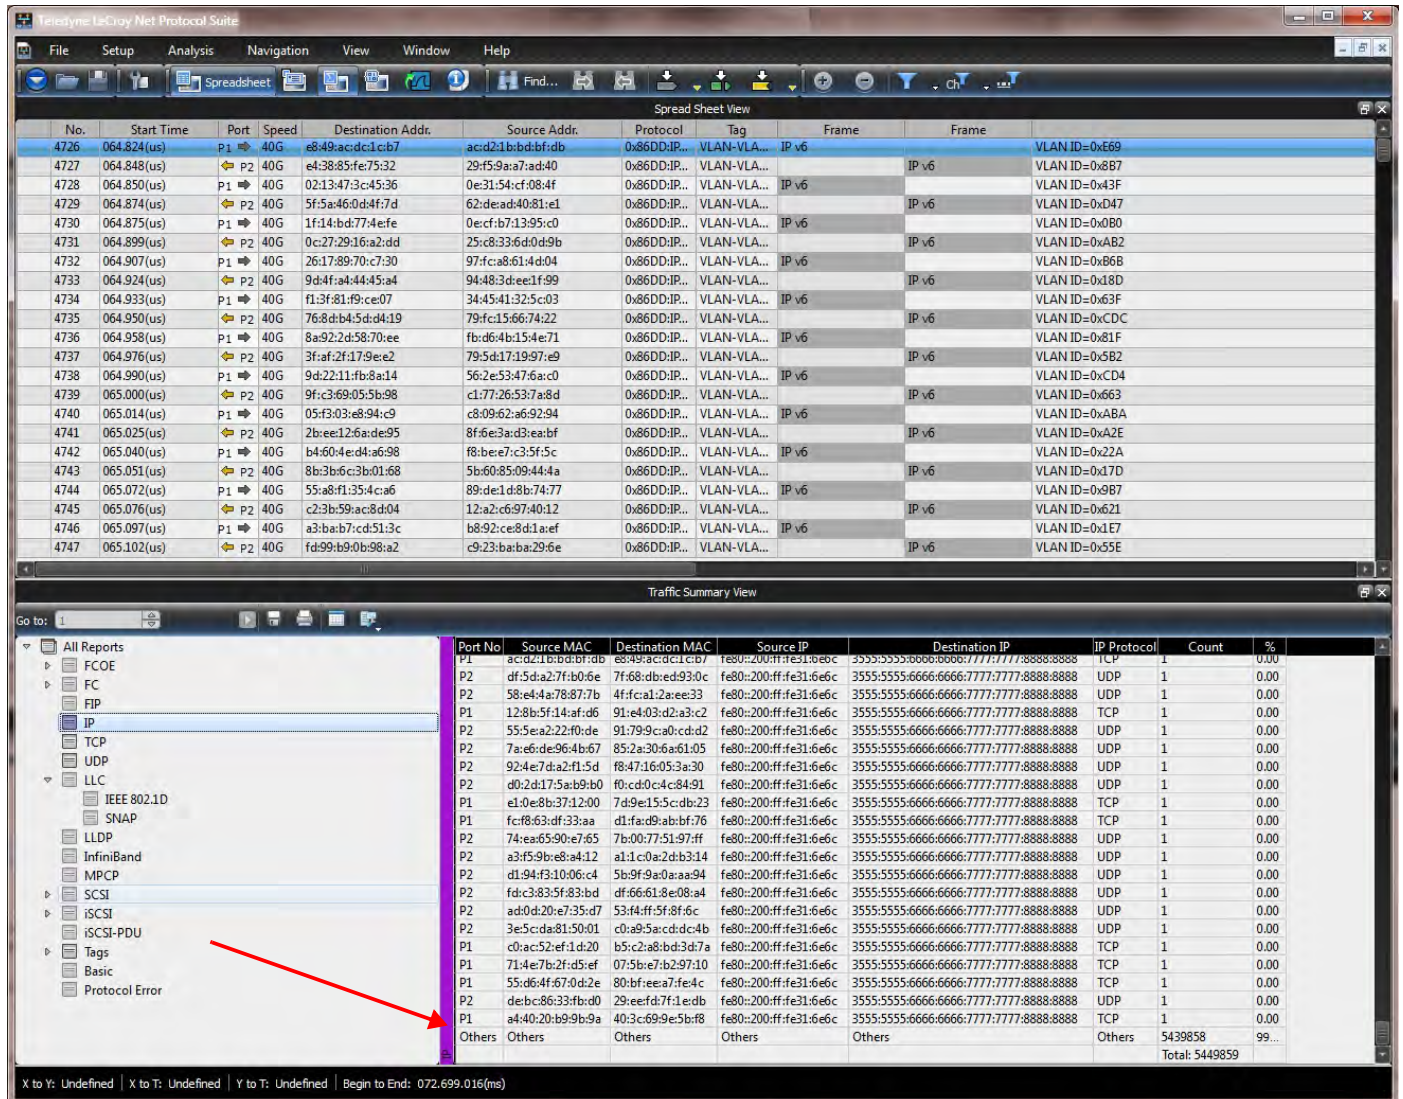 Teledyne LeCroy Net Protocol Suite
File Setup Analysis Navigation View Window Help
Spreadsheet Find... Ch
Spread Sheet View
No. Start Time Port Speed Destination Addr. Source Addr. Protocol Tag Frame Frame
4726 064.824(us) P1 40G e8:49:ac:dc:1c:b7 ac:d2:1b:bd:bf:db 0x86DD:IP... VLAN-VLA... IP v6 VLAN ID=0xE69
4727 064.848(us) P2 40G e4:38:85:fe:75:32 29:f5:9a:a7:ad:40 0x86DD:IP... VLAN-VLA... IP v6 VLAN ID=0x8B7
4728 064.850(us) P1 40G 02:13:47:3c:45:36 0e:31:54:cf:08:4f 0x86DD:IP... VLAN-VLA... IP v6 VLAN ID=0x43F
4729 064.874(us) P2 40G 5f:5a:46:0d:4f:7d 62:de:ad:40:81:e1 0x86DD:IP... VLAN-VLA... IP v6 VLAN ID=0xD47
4730 064.875(us) P1 40G 1f:14:bd:77:4e:fe 0e:cf:b7:13:95:c0 0x86DD:IP... VLAN-VLA... IP v6 VLAN ID=0x0B0
4731 064.899(us) P2 40G 0c:27:29:16:a2:dd 25:c8:33:6d:0d:9b 0x86DD:IP... VLAN-VLA... IP v6 VLAN ID=0xAB2
4732 064.907(us) P1 40G 26:17:89:70:c7:30 97:fc:a8:61:4d:04 0x86DD:IP... VLAN-VLA... IP v6 VLAN ID=0xB6B
4733 064.924(us) P2 40G 9d:4f:a4:44:45:a4 94:48:3d:ee:1f:99 0x86DD:IP... VLAN-VLA... IP v6 VLAN ID=0x18D
4734 064.933(us) P1 40G f1:3f:81:f9:ce:07 34:45:41:32:5c:03 0x86DD:IP... VLAN-VLA... IP v6 VLAN ID=0x63F
4735 064.950(us) P2 40G 76:8d:b4:5d:d4:19 79:fc:15:66:74:22 0x86DD:IP... VLAN-VLA... IP v6 VLAN ID=0xCDC
4736 064.958(us) P1 40G 8a:92:2d:58:70:ee fb:d6:4b:15:4e:71 0x86DD:IP... VLAN-VLA... IP v6 VLAN ID=0x81F
4737 064.976(us) P2 40G 3f:af:2f:17:9e:e2 79:5d:17:19:97:e9 0x86DD:IP... VLAN-VLA... IP v6 VLAN ID=0x5B2
4738 064.990(us) P1 40G 9d:22:11:fb:8a:14 56:2e:53:47:6a:c0 0x86DD:IP... VLAN-VLA... IP v6 VLAN ID=0xCD4
4739 065.000(us) P2 40G 9f:c3:69:05:5b:98 c1:77:26:53:7a:8d 0x86DD:IP... VLAN-VLA... IP v6 VLAN ID=0x663
4740 065.014(us) P1 40G 05:f3:03:e8:94:c9 c8:09:62:a6:92:94 0x86DD:IP... VLAN-VLA... IP v6 VLAN ID=0xABA
4741 065.025(us) P2 40G 2b:ee:12:6a:de:95 8f:6e:3a:d3:ea:bf 0x86DD:IP... VLAN-VLA... IP v6 VLAN ID=0xA2E
4742 065.040(us) P1 40G b4:60:4e:d4:a6:98 f8:be:e7:c3:5f:5c 0x86DD:IP... VLAN-VLA... IP v6 VLAN ID=0x22A
4743 065.051(us) P2 40G 8b:3b:6c:3b:01:68 5b:60:85:09:44:4a 0x86DD:IP... VLAN-VLA... IP v6 VLAN ID=0x17D
4744 065.072(us) P1 40G 55:a8:f1:35:4c:a6 89:de:1d:8b:74:77 0x86DD:IP... VLAN-VLA... IP v6 VLAN ID=0x9B7
4745 065.076(us) P2 40G c2:3b:59:ac:8d:04 12:a2:c6:97:40:12 0x86DD:IP... VLAN-VLA... IP v6 VLAN ID=0x621
4746 065.097(us) P1 40G a3:ba:b7:cd:51:3c b8:92:ce:8d:1a:ef 0x86DD:IP... VLAN-VLA... IP v6 VLAN ID=0x1E7
4747 065.102(us) P2 40G fd:99:b9:0b:98:a2 c9:23:ba:ba:29:6e 0x86DD:IP... VLAN-VLA... IP v6 VLAN ID=0x55E
Traffic Summary View
Go to: 1
All Reports
FCOE
FC
FIP
IP
TCP
UDP
LLC
IEEE 802.1D
SNAP
LLDP
InfiniBand
MPCP
SCSI
iSCSI
iSCSI-PDU
Tags
Basic
Protocol Error
IP
Port No Source MAC Destination MAC Source IP Destination IP IP Protocol Count %
P1 ac:d2:1b:bd:bf:db e8:49:ac:dc:1c:b7 fe80::200:ff:fe31:6e6c 3555:5555:6666:6666:7777:7777:8888:8888 TCP 1 0.00
P2 df:5d:a2:7f:b0:6e 7f:68:db:ed:93:0c fe80::200:ff:fe31:6e6c 3555:5555:6666:6666:7777:7777:8888:8888 UDP 1 0.00
P2 58:e4:4a:78:87:7b 4f:fc:a1:2a:ee:33 fe80::200:ff:fe31:6e6c 3555:5555:6666:6666:7777:7777:8888:8888 UDP 1 0.00
P1 12:8b:5f:14:af:d6 91:e4:03:d2:a3:c2 fe80::200:ff:fe31:6e6c 3555:5555:6666:6666:7777:7777:8888:8888 TCP 1 0.00
P2 55:5e:a2:22:f0:de 91:79:9c:a0:cd:d2 fe80::200:ff:fe31:6e6c 3555:5555:6666:6666:7777:7777:8888:8888 UDP 1 0.00
P2 7a:e6:de:96:4b:67 85:2a:30:6a:61:05 fe80::200:ff:fe31:6e6c 3555:5555:6666:6666:7777:7777:8888:8888 UDP 1 0.00
P2 92:4e:7d:a2:f1:5d f8:47:16:05:3a:30 fe80::200:ff:fe31:6e6c 3555:5555:6666:6666:7777:7777:8888:8888 UDP 1 0.00
P2 d0:2d:17:5a:b9:b0 f0:cd:0c:4c:84:91 fe80::200:ff:fe31:6e6c 3555:5555:6666:6666:7777:7777:8888:8888 UDP 1 0.00
P1 e1:0e:8b:37:12:00 7d:9e:15:5c:db:23 fe80::200:ff:fe31:6e6c 3555:5555:6666:6666:7777:7777:8888:8888 TCP 1 0.00
P1 fc:f8:63:df:33:aa d1:fa:d9:ab:bf:76 fe80::200:ff:fe31:6e6c 3555:5555:6666:6666:7777:7777:8888:8888 TCP 1 0.00
P2 74:ea:65:90:e7:65 7b:00:77:51:97:ff fe80::200:ff:fe31:6e6c 3555:5555:6666:6666:7777:7777:8888:8888 UDP 1 0.00
P2 a3:f5:9b:e8:a4:12 a1:1c:0a:2d:b3:14 fe80::200:ff:fe31:6e6c 3555:5555:6666:6666:7777:7777:8888:8888 UDP 1 0.00
P2 d1:94:f3:10:06:c4 5b:9f:9a:0a:aa:94 fe80::200:ff:fe31:6e6c 3555:5555:6666:6666:7777:7777:8888:8888 UDP 1 0.00
P2 fd:c3:83:5f:83:bd df:66:61:8e:08:a4 fe80::200:ff:fe31:6e6c 3555:5555:6666:6666:7777:7777:8888:8888 UDP 1 0.00
P2 ad:0d:20:e7:35:d7 53:f4:ff:5f:8f:6c fe80::200:ff:fe31:6e6c 3555:5555:6666:6666:7777:7777:8888:8888 UDP 1 0.00
P2 3e:5c:da:81:50:01 c0:a9:5a:cd:dc:4b fe80::200:ff:fe31:6e6c 3555:5555:6666:6666:7777:7777:8888:8888 UDP 1 0.00
P1 c0:ac:52:ef:1d:20 b5:c2:a8:bd:3d:7a fe80::200:ff:fe31:6e6c 3555:5555:6666:6666:7777:7777:8888:8888 TCP 1 0.00
P1 71:4e:7b:2f:d5:ef 07:5b:e7:b2:97:10 fe80::200:ff:fe31:6e6c 3555:5555:6666:6666:7777:7777:8888:8888 TCP 1 0.00
P1 55:d6:4f:67:0d:2e 80:bf:ee:a7:fe:4c fe80::200:ff:fe31:6e6c 3555:5555:6666:6666:7777:7777:8888:8888 TCP 1 0.00
P2 de:bc:86:33:fb:d0 29:ee:fd:7f:1e:db fe80::200:ff:fe31:6e6c 3555:5555:6666:6666:7777:7777:8888:8888 UDP 1 0.00
P1 a4:40:20:b9:9b:9a 40:3c:69:9e:5b:f8 fe80::200:ff:fe31:6e6c 3555:5555:6666:6666:7777:7777:8888:8888 TCP 1 0.00
Others Others Others Others Others Others 5439858 99...
Total: 5449859
X to Y: Undefined | X to T: Undefined | Y to T: Undefined | Begin to End: 072.699.016(ms)